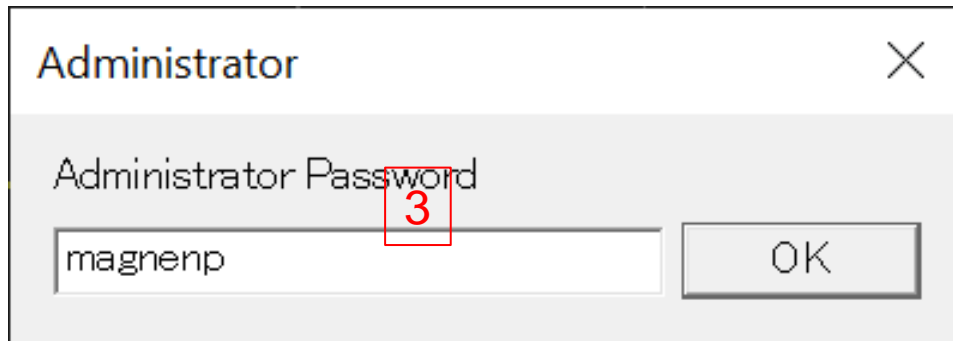 Administrator
Administrator Password
3
magnenp
OK